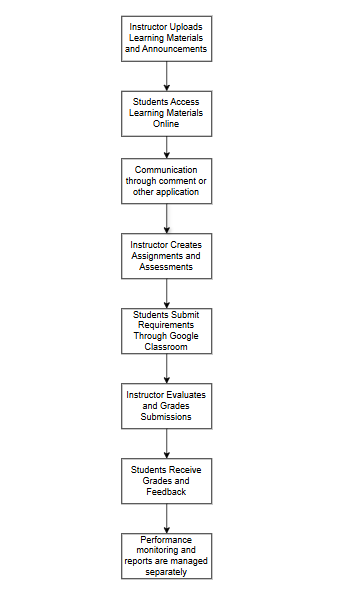 Instructor Uploads
Learning Materials
and Announcements
Students Access
Learning Materials
Online
Communication
through comment or
other application
Instructor Creates
Assignments and
Assessments
Students Submit
Requirements
Through Google
Classroom
Instructor Evaluates
and Grades
Submissions
Students Receive
Grades and
Feedback
Performance
monitoring and
reports are managed
separately